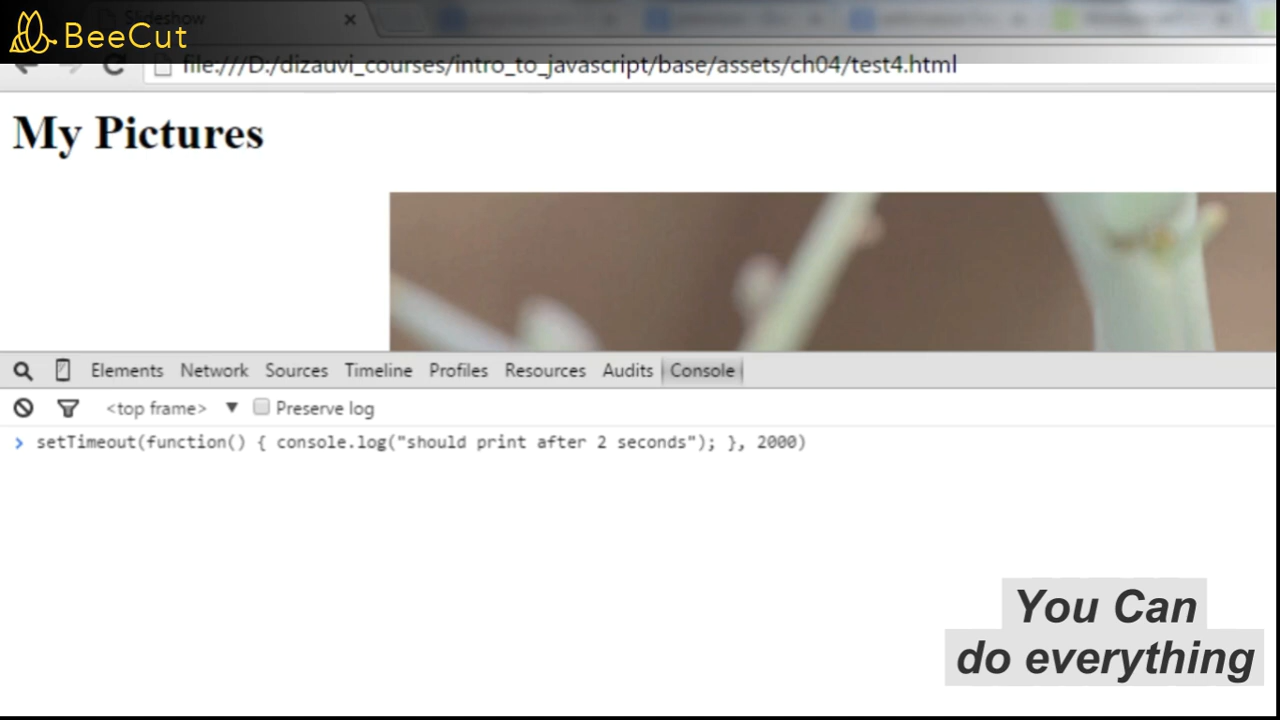 Slideshow
BeeCut
file:///D:/dizauvi_courses/intro_to_javascript/base/assets/ch04/test4.html
My Pictures
Elements Network Sources Timeline Profiles Resources Audits Console
<top frame> ▼ Preserve log
> setTimeout(function() { console.log("should print after 2 seconds"); }, 2000)
You Can
do everything